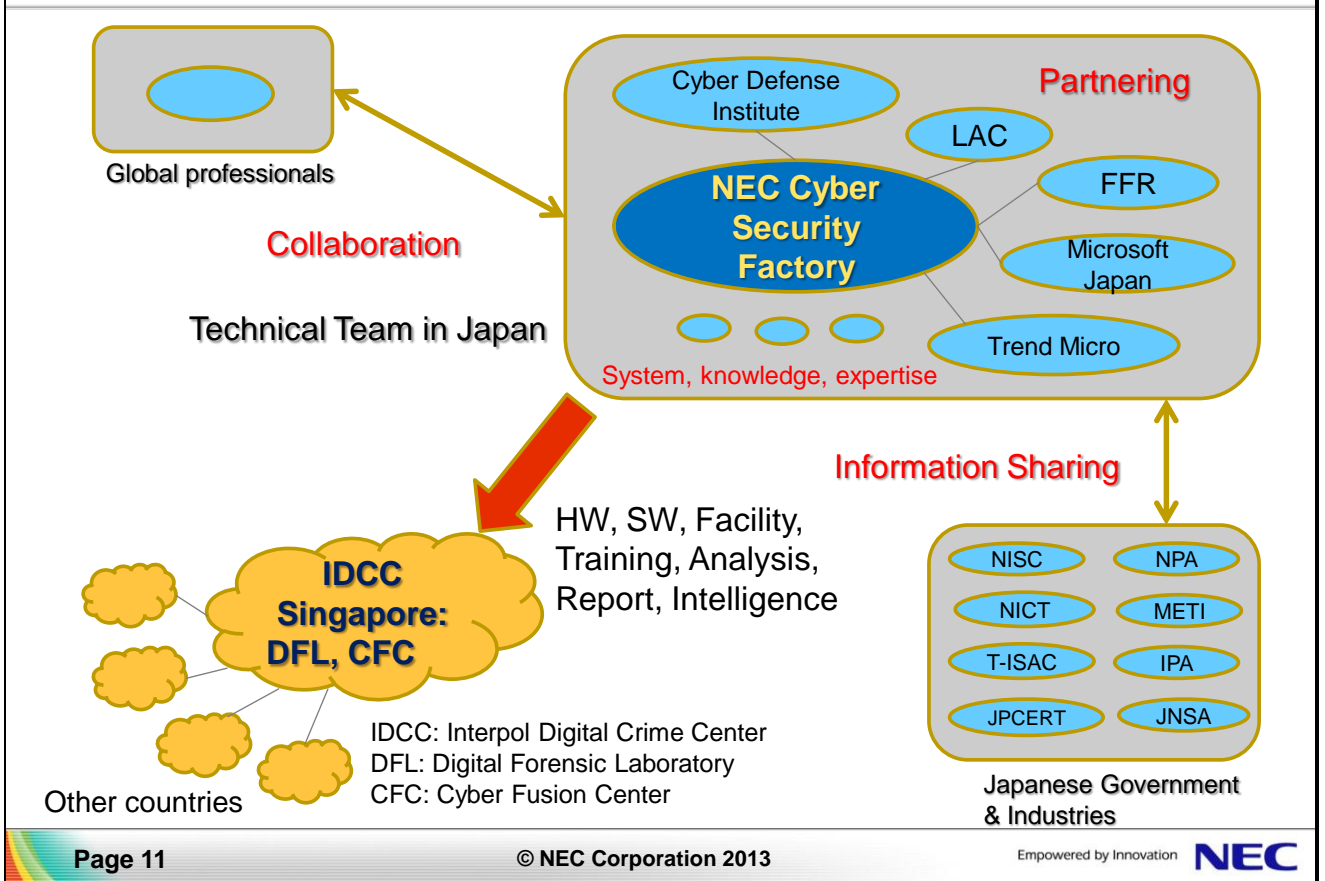 Global professionals
Collaboration
Technical Team in Japan
Partnering
Cyber Defense
Institute
LAC
NEC Cyber
Security
Factory
FFR
Microsoft
Japan
Trend Micro
System, knowledge, expertise
Information Sharing
HW, SW, Facility,
Training, Analysis,
Report, Intelligence
IDCC
Singapore:
DFL, CFC
Other countries
IDCC: Interpol Digital Crime Center
DFL: Digital Forensic Laboratory
CFC: Cyber Fusion Center
NISC
NPA
NICT
METI
T-ISAC
IPA
JPCERT
JNSA
Japanese Government
& Industries
Page 11
© NEC Corporation 2013
Empowered by Innovation
NEC